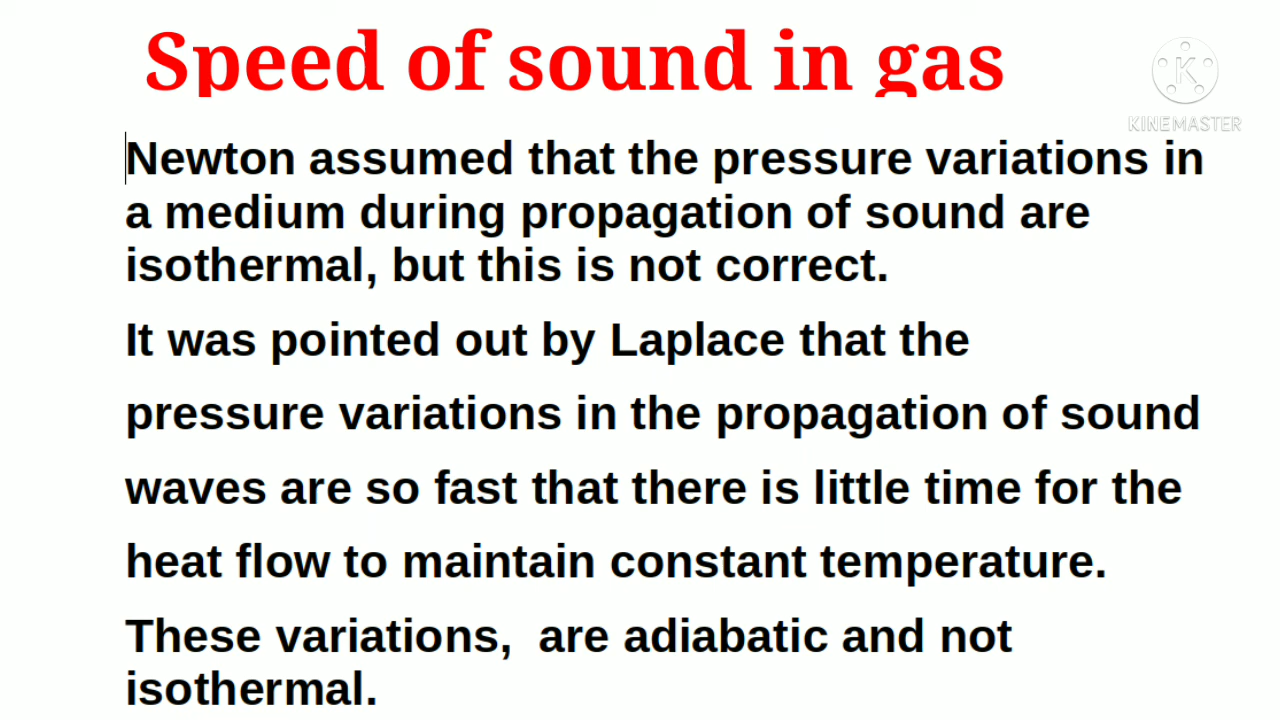 Speed of sound in gas
K
KINEMASTER
Newton assumed that the pressure variations in
a medium during propagation of sound are
isothermal, but this is not correct.
It was pointed out by Laplace that the
pressure variations in the propagation of sound
waves are so fast that there is little time for the
heat flow to maintain constant temperature.
These variations,  are adiabatic and not
isothermal.